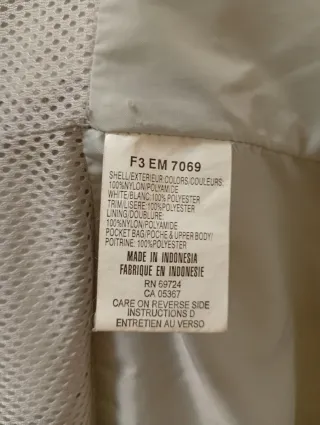 F3 EM 7069
SHELL/EXTERIEUR:COLORS/COULEURS:
100%NYLON/POLYAMIDE
WHITE/BLANC:100% POLYESTER
TRIM/LISERE:100%POLYESTER
LINING/DOUBLURE:
100%NYLON/POLYAMIDE
POCKET BAG/POCHE & UPPER BODY/
POITRINE:100%POLYESTER
MADE IN INDONESIA
FABRIQUE EN INDONESIE
RN 69724
CA 05367
CARE ON REVERSE SIDE
INSTRUCTIONS D
ENTRETIEN AU VERSO